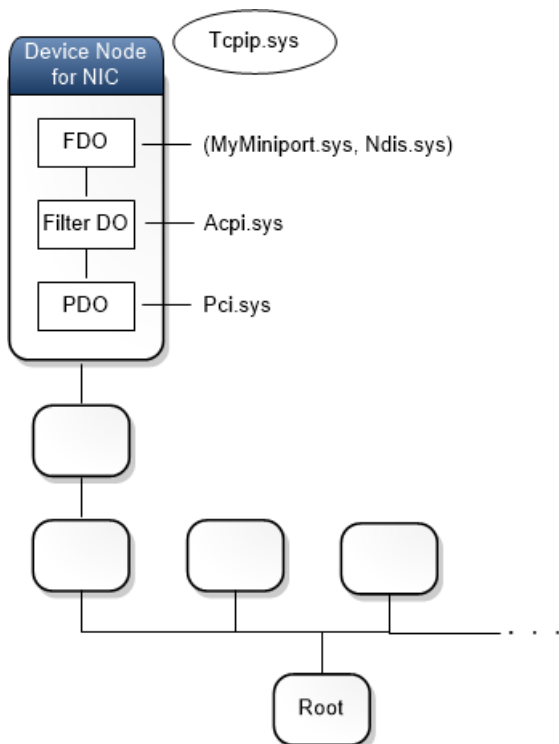 Tcpip.sys
Device Node
for NIC
FDO
(MyMiniport.sys, Ndis.sys)
Filter DO
Acpi.sys
PDO
Pci.sys
. . .
Root